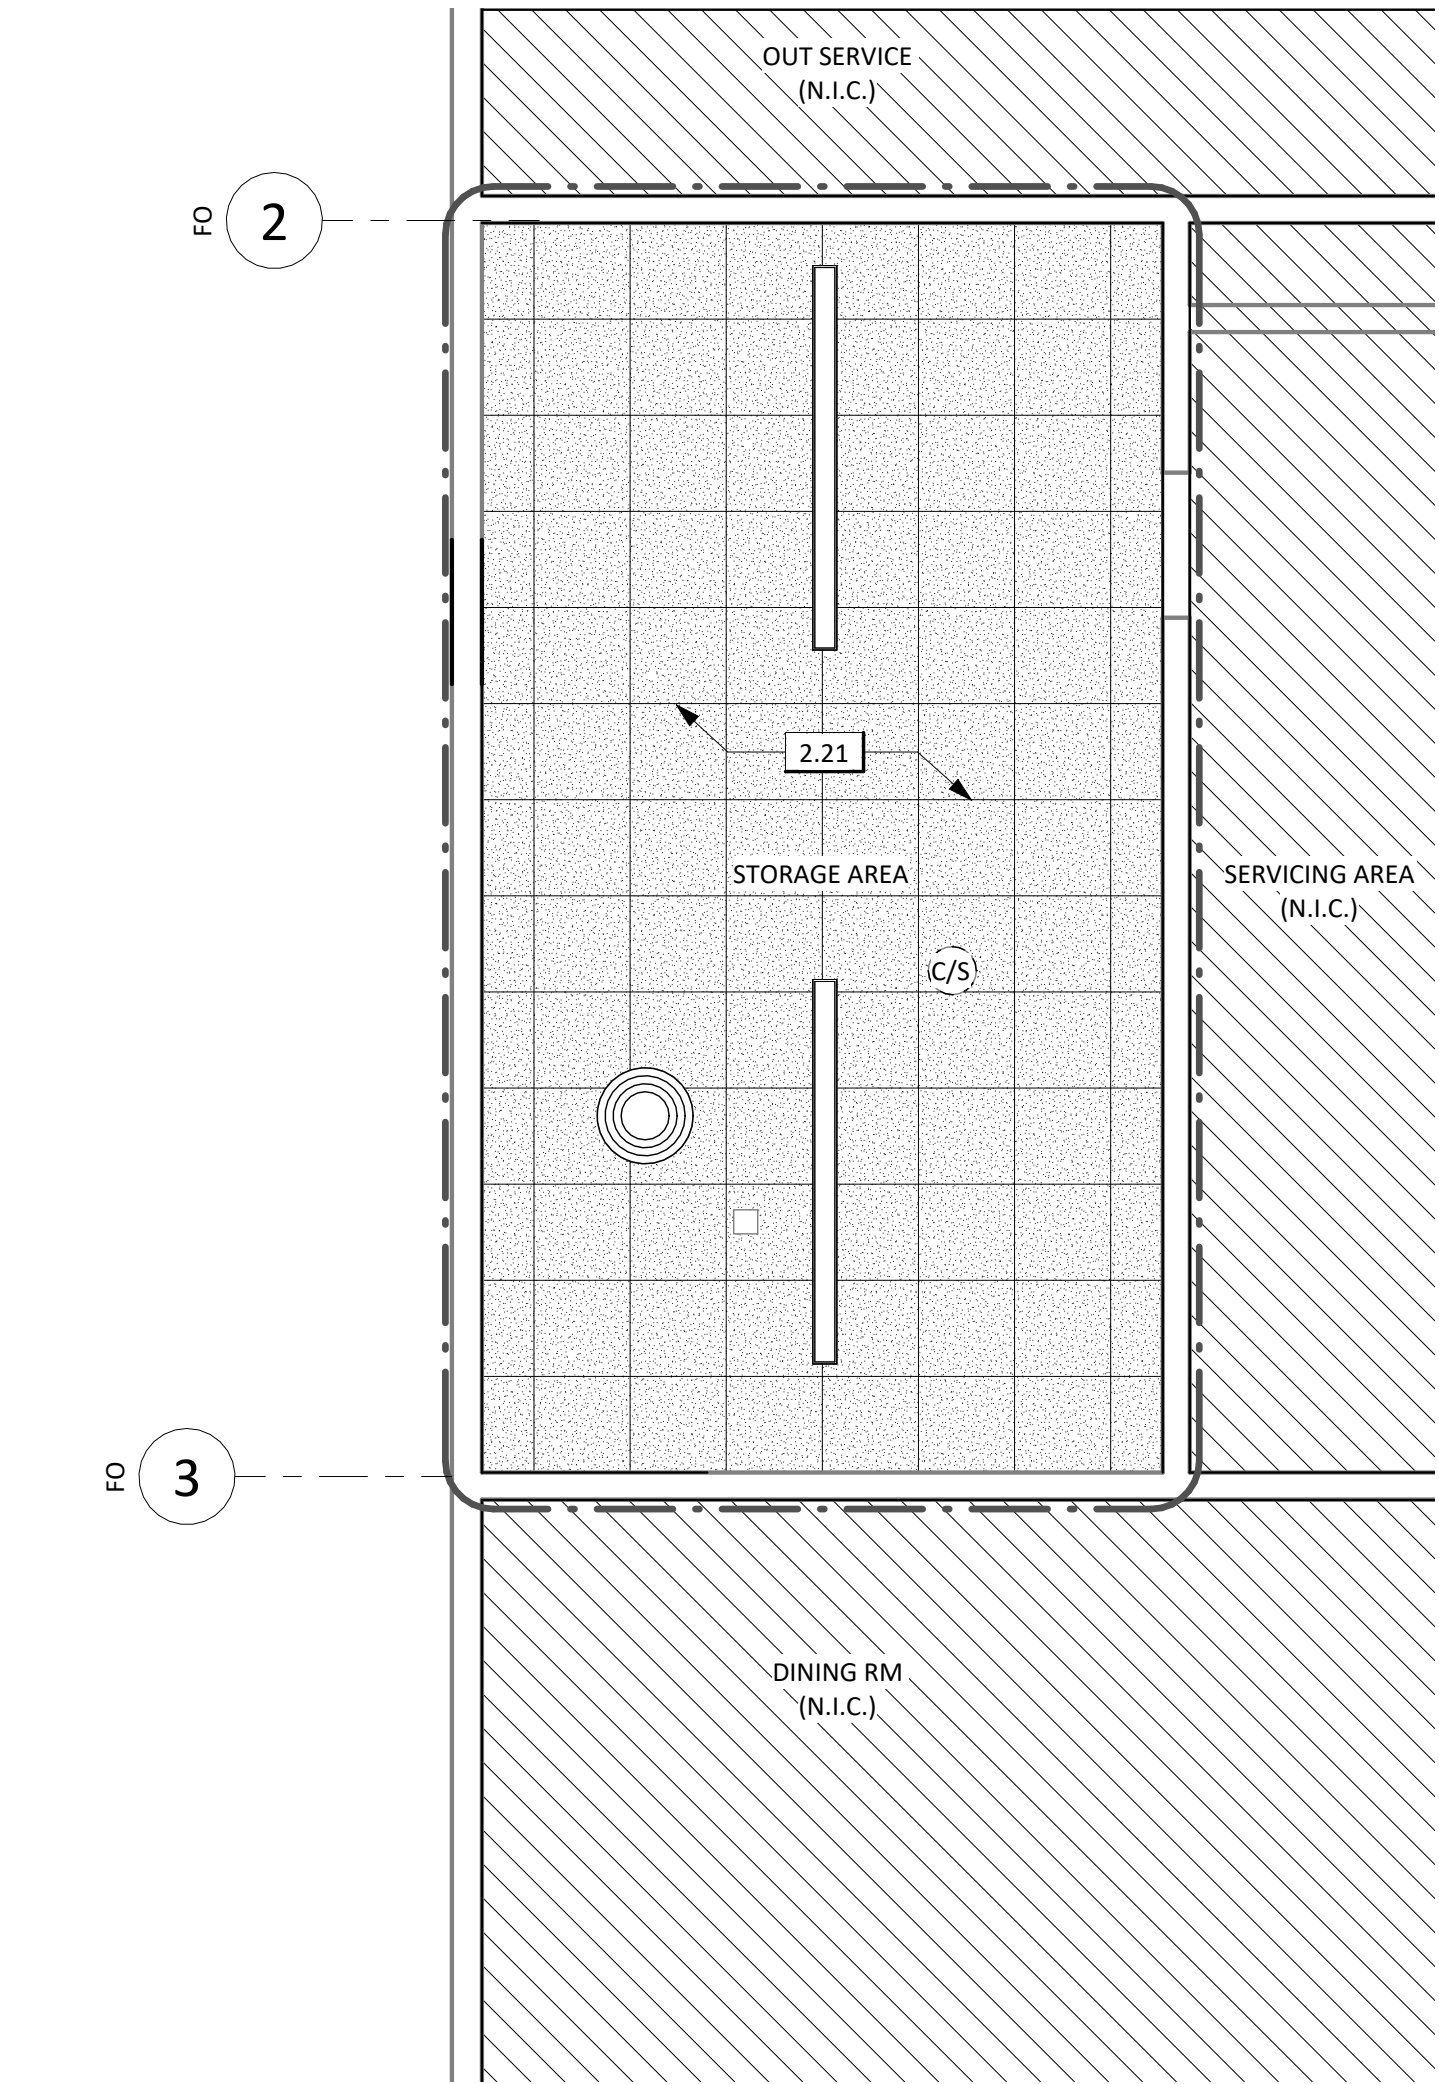 OUT SERVICE
(N.I.C.)
FO
2
2.21
STORAGE AREA
SERVICING AREA
(N.I.C.)
C/S
FO
3
DINING RM
(N.I.C.)